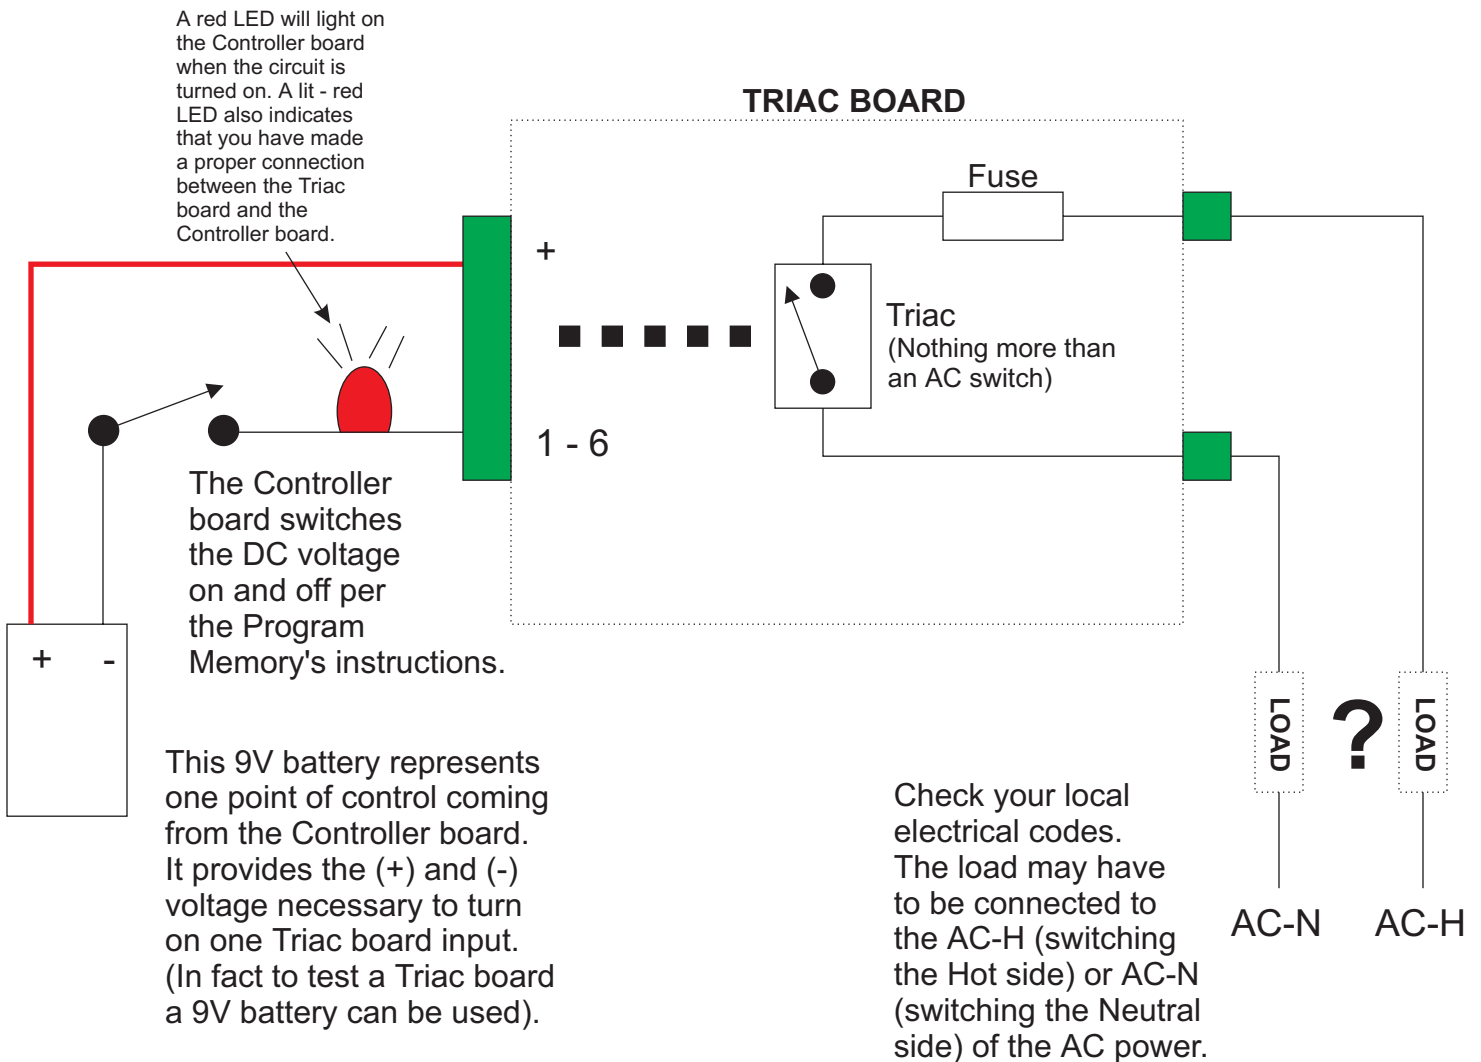 A red LED will light on
the Controller board
when the circuit is
turned on. A lit - red
LED also indicates
that you have made
a proper connection
between the Triac
board and the
Controller board.
TRIAC BOARD
Fuse
+
Triac
(Nothing more than
an AC switch)
1 - 6
The Controller
board switches
the DC voltage
on and off per
the Program
Memory's instructions.
+ -
This 9V battery represents
one point of control coming
from the Controller board.
It provides the (+) and (-)
voltage necessary to turn
on one Triac board input.
(In fact to test a Triac board
a 9V battery can be used).
LOAD ? LOAD
AC-N AC-H
Check your local
electrical codes.
The load may have
to be connected to
the AC-H (switching
the Hot side) or AC-N
(switching the Neutral
side) of the AC power.